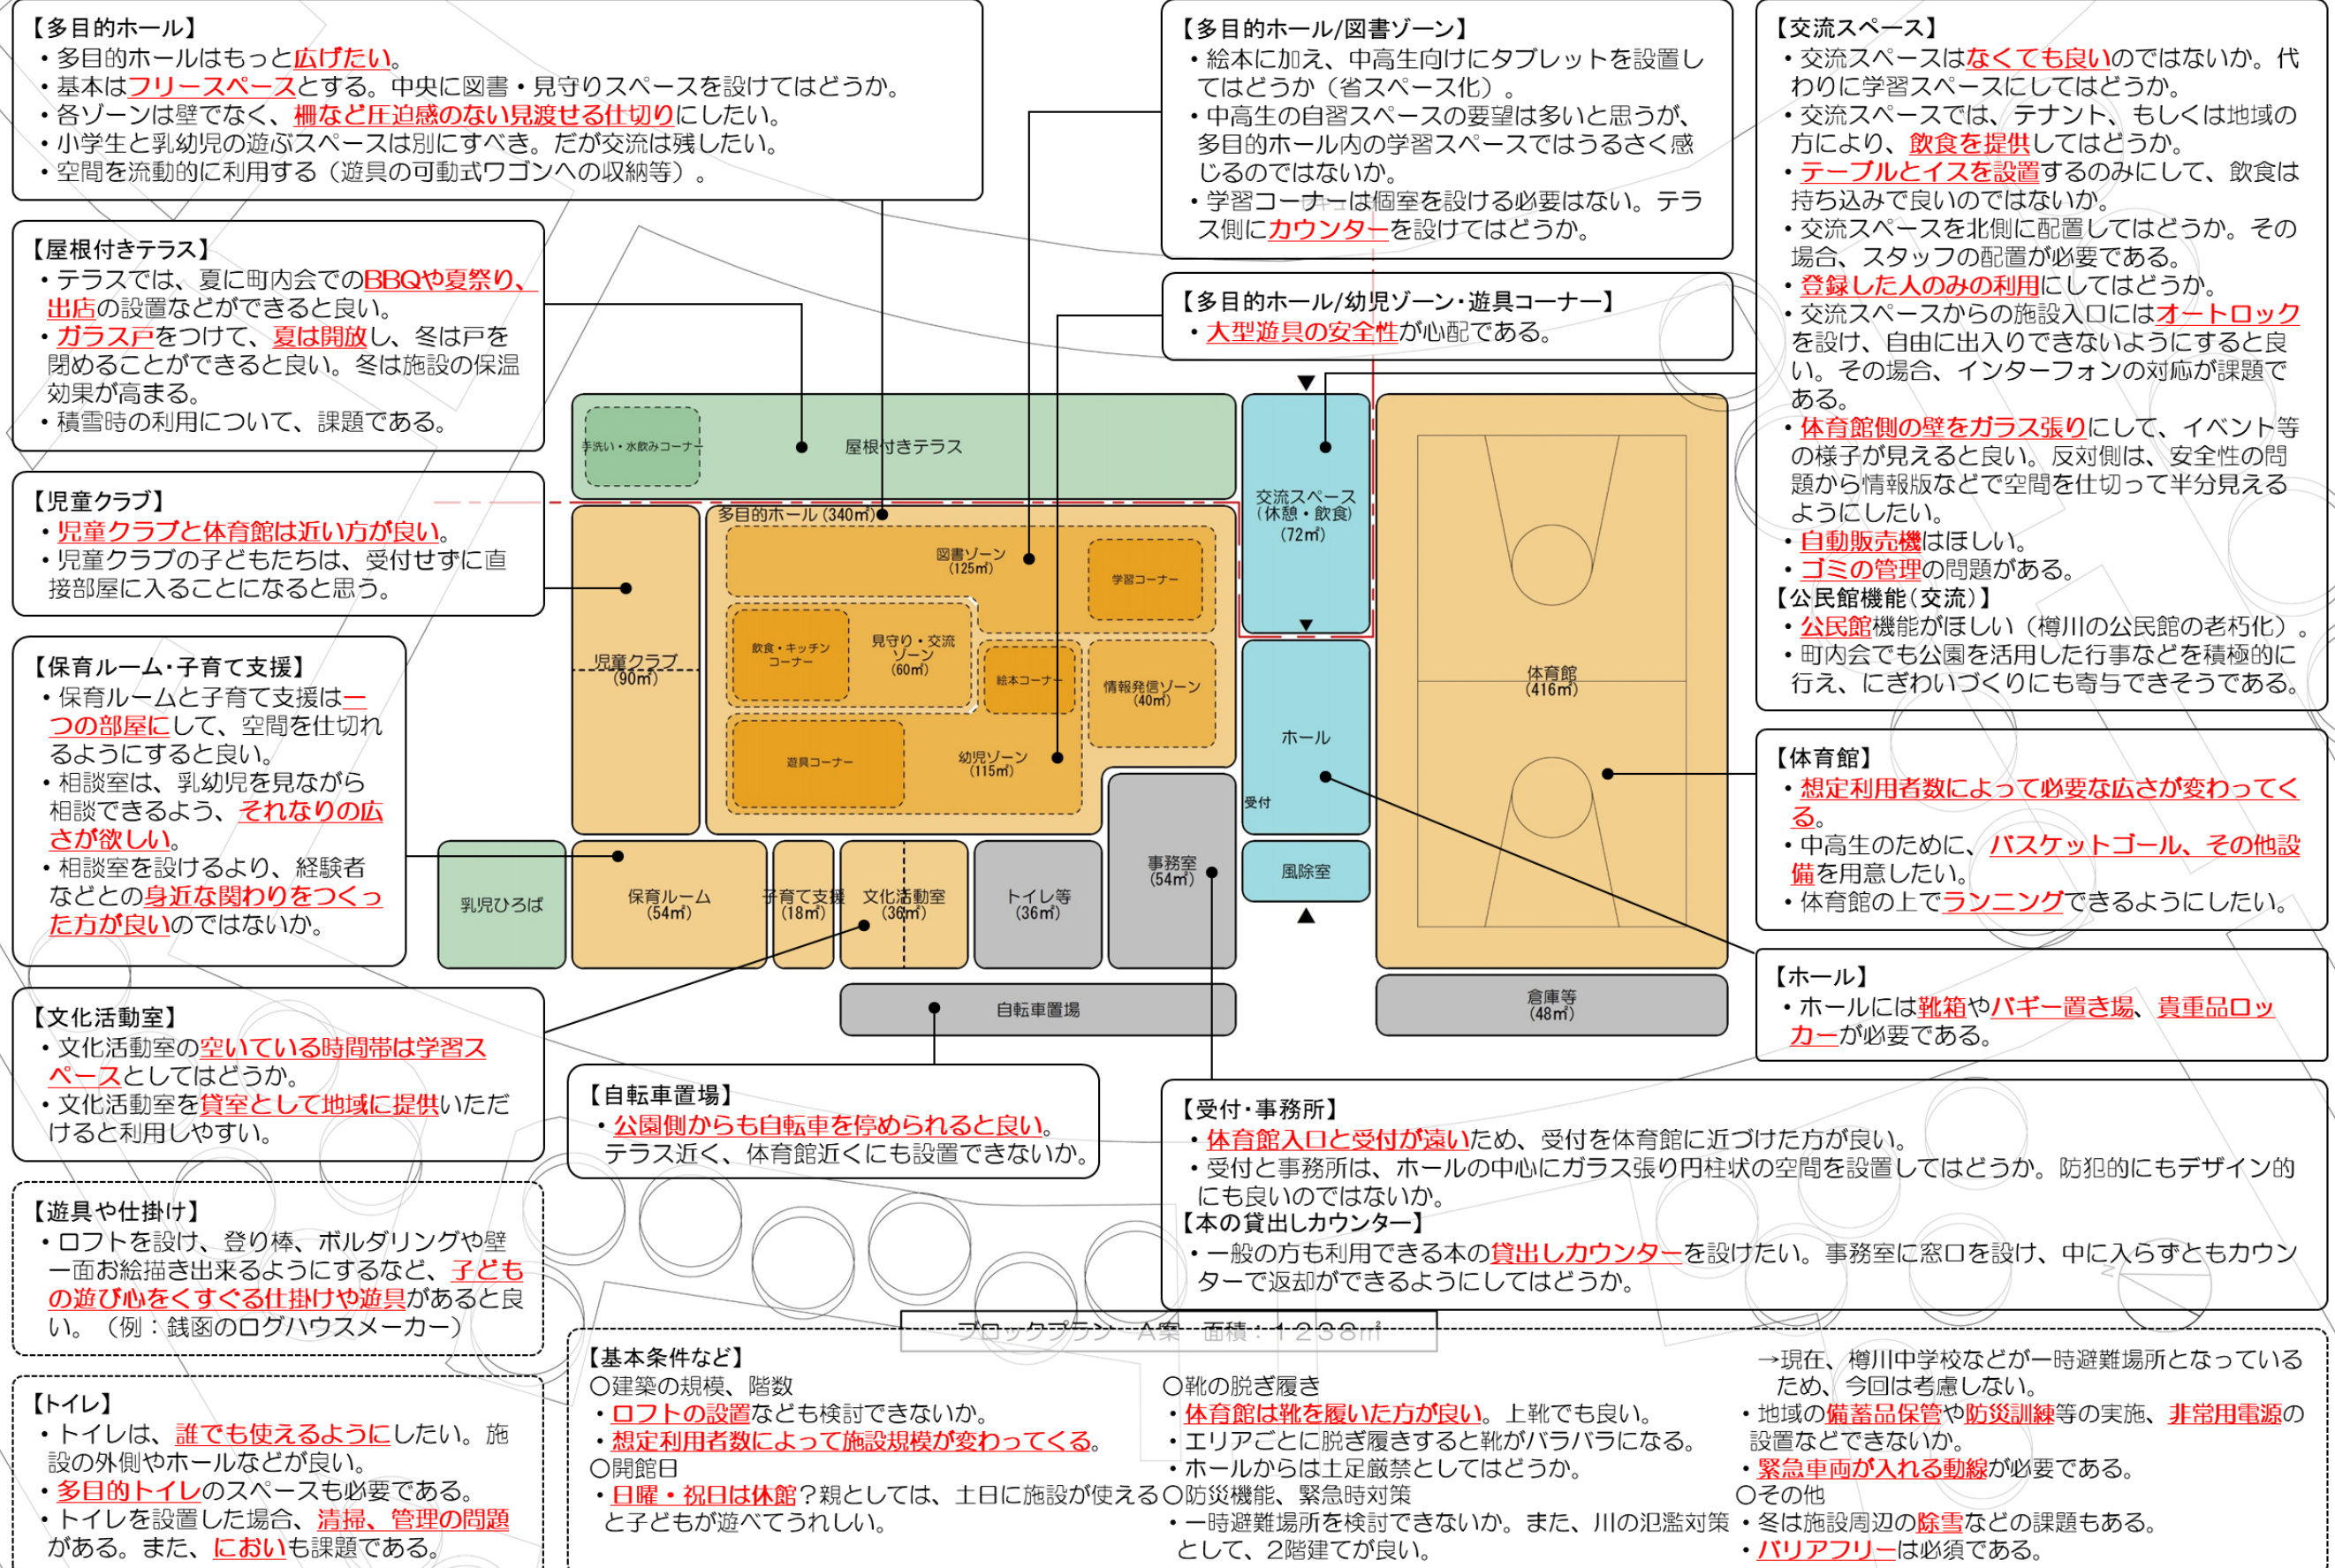 【多目的ホール】
・多目的ホールはもっと広げたい。
・基本はフリースペースとする。中央に図書・見守りスペースを設けてはどうか。
・各ゾーンは壁でなく、柵など圧迫感のない見渡せる仕切りにしたい。
・小学生と乳幼児の遊ぶスペースは別にすべき。だが交流は残したい。
・空間を流動的に利用する（遊具の可動式ワゴンへの収納等）。
【屋根付きテラス】
・テラスでは、夏に町内会でのBBQや夏祭り、
出店の設置などができると良い。
・ガラス戸をつけて、夏は開放し、冬は戸を
閉めることができると良い。冬は施設の保温
効果が高まる。
・積雪時の利用について、課題である。
【児童クラブ】
・児童クラブと体育館は近い方が良い。
・児童クラブの子どもたちは、受付せずに直
接部屋に入ることになると思う。
【保育ルーム・子育て支援】
・保育ルームと子育て支援は一
つの部屋にして、空間を仕切れ
るようにすると良い。
・相談室は、乳幼児を見ながら
相談できるよう、それなりの広
さが欲しい。
・相談室を設けるより、経験者
などとの身近な関わりをつくっ
た方が良いのではないか。
【文化活動室】
・文化活動室の空いている時間帯は学習ス
ペースとしてはどうか。
・文化活動室を貸室として地域に提供いただ
けると利用しやすい。
【遊具や仕掛け】
・ロフトを設け、登り棒、ボルダリングや壁
一面お絵描き出来るようにするなど、子ども
の遊び心をくすぐる仕掛けや遊具があると良
い。（例：銭函のログハウスメーカー）
【トイレ】
・トイレは、誰でも使えるようにしたい。施
設の外側やホールなどが良い。
・多目的トイレのスペースも必要である。
・トイレを設置した場合、清掃、管理の問題
がある。また、においも課題である。
【多目的ホール/図書ゾーン】
・絵本に加え、中高生向けにタブレットを設置し
てはどうか（省スペース化）。
・中高生の自習スペースの要望は多いと思うが、
多目的ホール内の学習スペースではうるさく感
じるのではないか。
・学習コーナーは個室を設ける必要はない。テラ
ス側にカウンターを設けてはどうか。
【多目的ホール/幼児ゾーン・遊具コーナー】
・大型遊具の安全性が心配である。
手洗い・水飲みコーナー
屋根付きテラス
交流スペース
（休憩・飲食）
（72㎡）
多目的ホール（340㎡）
図書ゾーン
（125㎡）
学習コーナー
児童クラブ
（90㎡）
飲食・キッチン
コーナー
見守り・交流
ゾーン
（60㎡）
絵本コーナー
情報発信ゾーン
（40㎡）
遊具コーナー
幼児ゾーン
（115㎡）
体育館
（416㎡）
ホール
受付
風除室
乳児ひろば
保育ルーム
（54㎡）
子育て支援
（18㎡）
文化活動室
（36㎡）
トイレ等
（36㎡）
事務室
（54㎡）
自転車置場
倉庫等
（48㎡）
【交流スペース】
・交流スペースはなくても良いのではないか。代
わりに学習スペースにしてはどうか。
・交流スペースでは、テナント、もしくは地域の
方により、飲食を提供してはどうか。
・テーブルとイスを設置するのみにして、飲食は
持ち込みで良いのではないか。
・交流スペースを北側に配置してはどうか。その
場合、スタッフの配置が必要である。
・登録した人のみの利用にしてはどうか。
・交流スペースからの施設入口にはオートロック
を設け、自由に出入りできないようにすると良
い。その場合、インターフォンの対応が課題で
ある。
・体育館側の壁をガラス張りにして、イベント等
の様子が見えると良い。反対側は、安全性の問
題から情報版などで空間を仕切って半分見える
ようにしたい。
・自動販売機はほしい。
・ゴミの管理の問題がある。
【公民館機能（交流）】
・公民館機能がほしい（樽川の公民館の老朽化）。
・町内会でも公園を活用した行事などを積極的に
行え、にぎわいづくりにも寄与できそうである。
【体育館】
・想定利用者数によって必要な広さが変わってく
る。
・中高生のために、バスケットゴール、その他設
備を用意したい。
・体育館の上でランニングできるようにしたい。
【ホール】
・ホールには靴箱やバギー置き場、貴重品ロッ
カーが必要である。
【自転車置場】
・公園側からも自転車を停められると良い。
テラス近く、体育館近くにも設置できないか。
【受付・事務所】
・体育館入口と受付が遠いため、受付を体育館に近づけた方が良い。
・受付と事務所は、ホールの中心にガラス張り円柱状の空間を設置してはどうか。防犯的にもデザイン的
にも良いのではないか。
【本の貸出しカウンター】
・一般の方も利用できる本の貸出しカウンターを設けたい。事務室に窓口を設け、中に入らずともカウン
ターで返却ができるようにしてはどうか。
ブロックプラン　A案　面積：１２３８㎡
【基本条件など】
〇建築の規模、階数
・ロフトの設置なども検討できないか。
・想定利用者数によって施設規模が変わってくる。
〇開館日
・日曜・祝日は休館？親としては、土日に施設が使える
と子どもが遊べてうれしい。
〇靴の脱ぎ履き
・体育館は靴を履いた方が良い。上靴でも良い。
・エリアごとに脱ぎ履きすると靴がバラバラになる。
・ホールからは土足厳禁としてはどうか。
〇防災機能、緊急時対策
・一時避難場所を検討できないか。また、川の氾濫対策
として、2階建てが良い。
→現在、樽川中学校などが一時避難場所となっている
ため、今回は考慮しない。
・地域の備蓄品保管や防災訓練等の実施、非常用電源の
設置などできないか。
・緊急車両が入れる動線が必要である。
〇その他
・冬は施設周辺の除雪などの課題もある。
・バリアフリーは必須である。